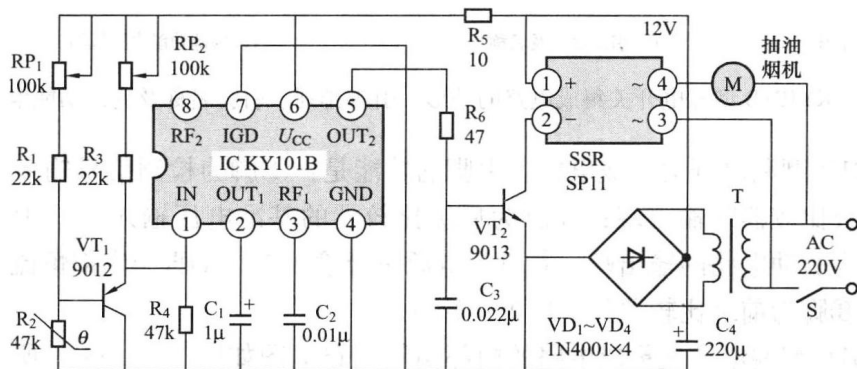 RP₁
100k
RP₂
100k
R₅
10
12V
抽油
烟机
M
8
7
6
5
RF₂
IGD
U_CC
OUT₂
IC KY101B
IN
OUT₁
RF₁
GND
1
2
3
4
R₁
22k
R₃
22k
R₆
47
1
+
~
4
2
−
~
3
SSR
SP11
VT₁
9012
VT₂
9013
T
AC
220V
S
R₂
47k
θ
R₄
47k
C₁
1μ
+
C₂
0.01μ
C₃
0.022μ
VD₁~VD₄
1N4001×4
+
C₄
220μ